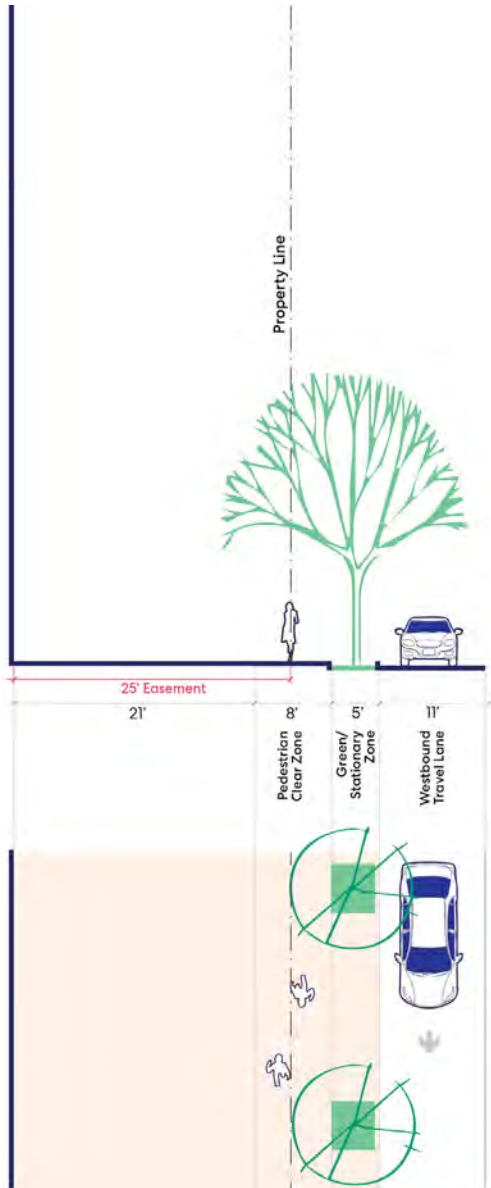 Property Line
25' Easement
21'
8'
5'
11'
Pedestrian
Clear Zone
Green/
Stationary
Zone
Westbound
Travel Lane